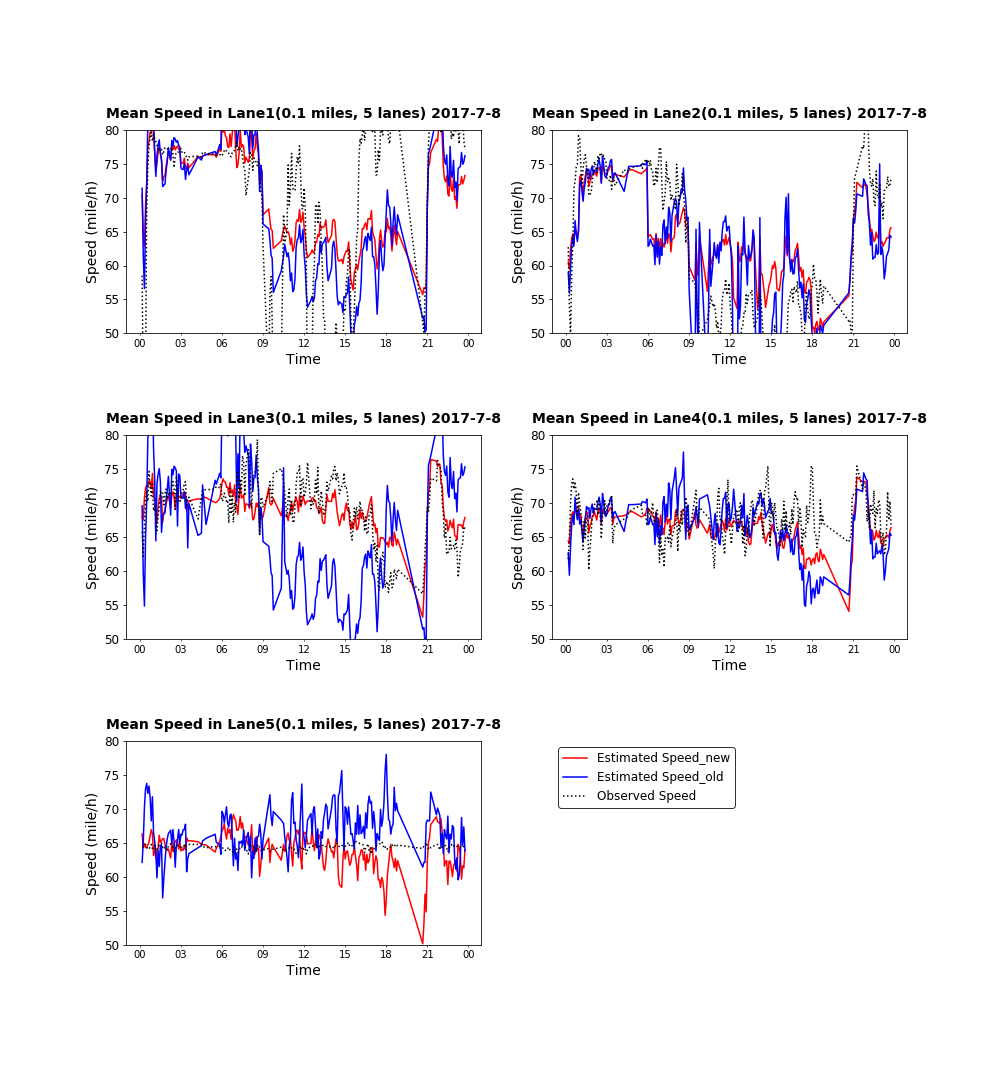 Mean Speed in Lane1(0.1 miles, 5 lanes) 2017-7-8
80
75
70
65
60
55
50
Speed (mile/h)
00 03 06 09 12 15 18 21 00
Time
Mean Speed in Lane2(0.1 miles, 5 lanes) 2017-7-8
80
75
70
65
60
55
50
Speed (mile/h)
00 03 06 09 12 15 18 21 00
Time
Mean Speed in Lane3(0.1 miles, 5 lanes) 2017-7-8
80
75
70
65
60
55
50
Speed (mile/h)
00 03 06 09 12 15 18 21 00
Time
Mean Speed in Lane4(0.1 miles, 5 lanes) 2017-7-8
80
75
70
65
60
55
50
Speed (mile/h)
00 03 06 09 12 15 18 21 00
Time
Mean Speed in Lane5(0.1 miles, 5 lanes) 2017-7-8
80
75
70
65
60
55
50
Speed (mile/h)
00 03 06 09 12 15 18 21 00
Time
Estimated Speed_new
Estimated Speed_old
Observed Speed